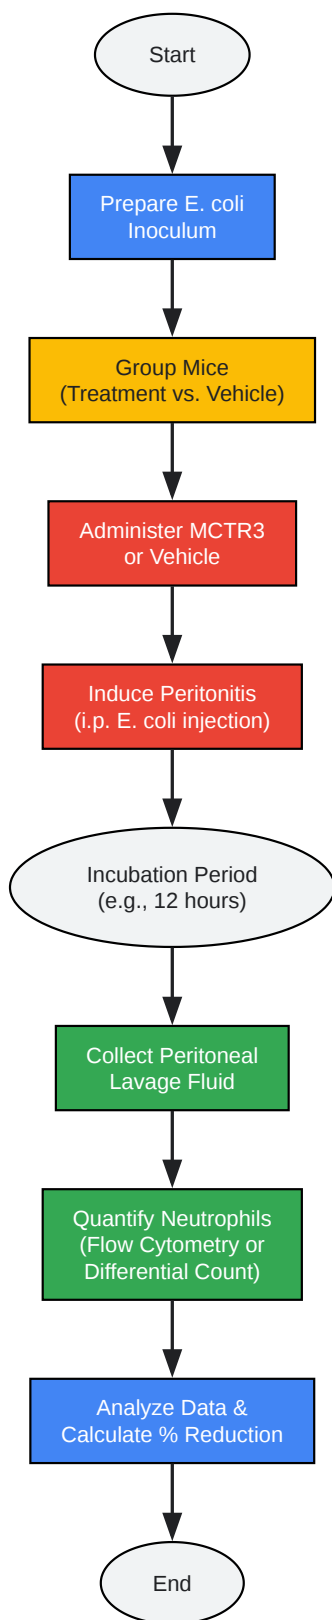 Start
Prepare E. coli
Inoculum
Group Mice
(Treatment vs. Vehicle)
Administer MCTR3
or Vehicle
Induce Peritonitis
(i.p. E. coli injection)
Incubation Period
(e.g., 12 hours)
Collect Peritoneal
Lavage Fluid
Quantify Neutrophils
(Flow Cytometry or
Differential Count)
Analyze Data &
Calculate % Reduction
End